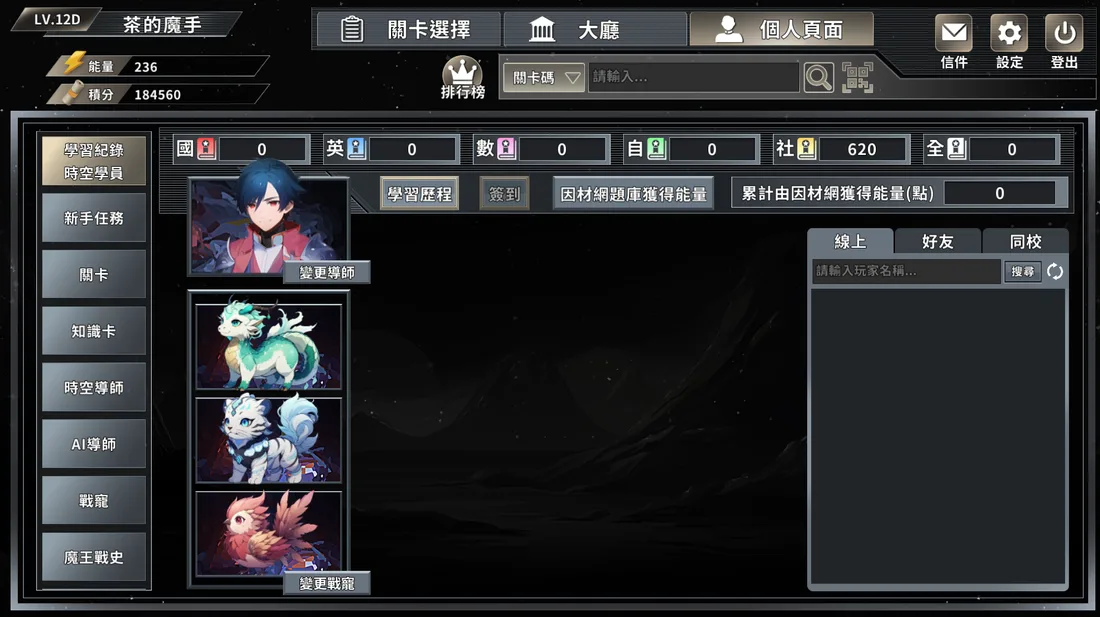 LV.12D
茶的魔手
能量 236
積分 184560
關卡選擇
大廳
個人頁面
信件
設定
登出
排行榜
關卡碼
請輸入...
學習紀錄
時空學員
新手任務
關卡
知識卡
時空導師
AI導師
戰寵
魔王戰史
國 0
英 0
數 0
自 0
社 620
全 0
學習歷程
簽到
因材網題庫獲得能量
累計由因材網獲得能量(點) 0
變更導師
變更戰寵
線上
好友
同校
請輸入玩家名稱...
搜尋